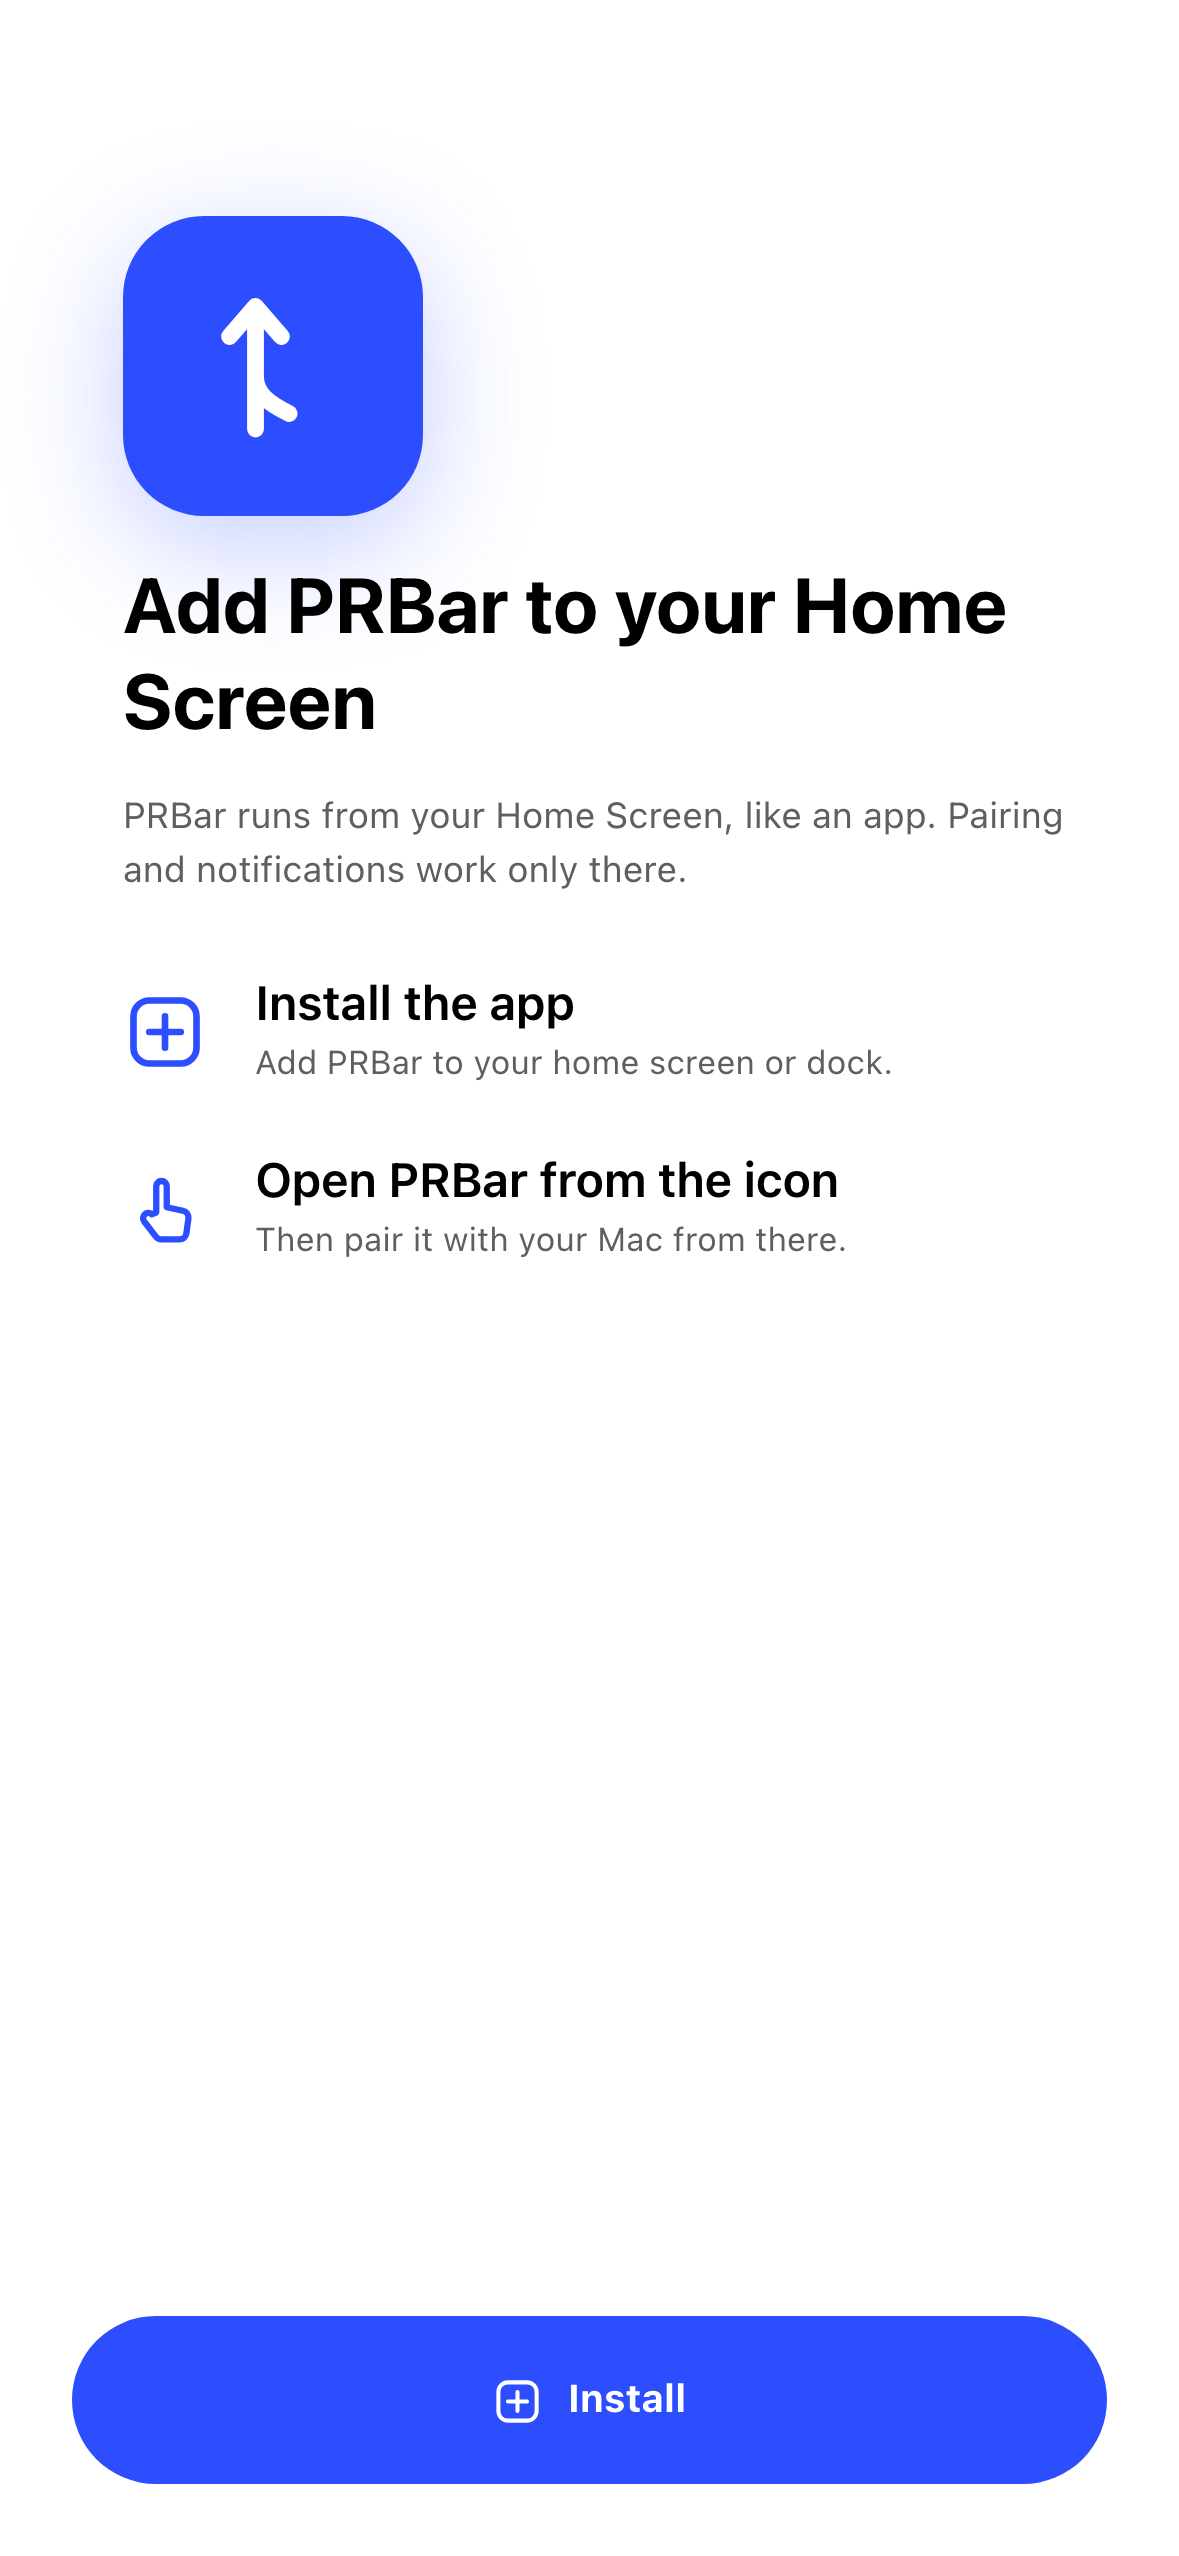 Add PRBar to your Home
Screen
PRBar runs from your Home Screen, like an app. Pairing
and notifications work only there.
Install the app
Add PRBar to your home screen or dock.
Open PRBar from the icon
Then pair it with your Mac from there.
Install